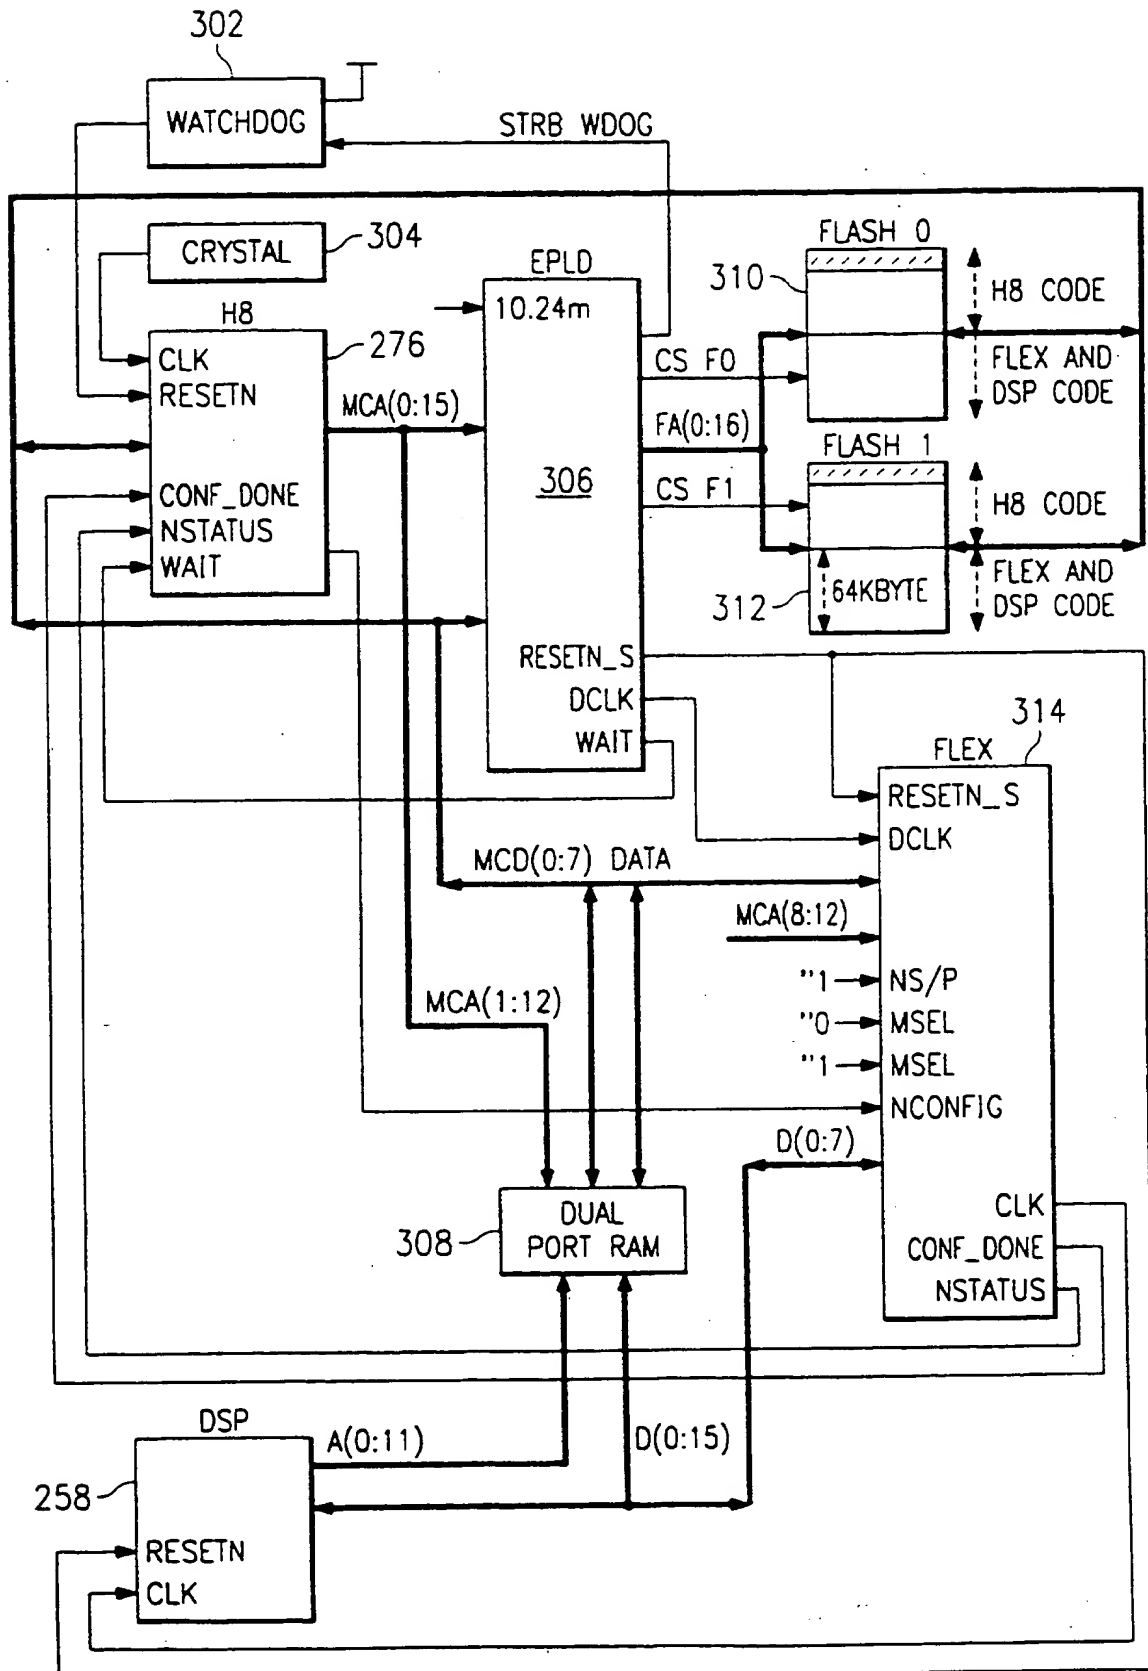 302
WATCHDOG
STRB WDOG
CRYSTAL
304
EPLD
FLASH 0
310
H8 CODE
10.24m
H8
276
CLK
RESETN
CS F0
FLEX AND
DSP CODE
MCA(0:15)
FA(0:16)
FLASH 1
306
CS F1
H8 CODE
CONF_DONE
NSTATUS
WAIT
312
64KBYTE
FLEX AND
DSP CODE
RESETN_S
DCLK
WAIT
314
FLEX
RESETN_S
DCLK
MCD(0:7) DATA
MCA(8:12)
"1
NS/P
MCA(1:12)
"0
MSEL
"1
MSEL
NCONFIG
D(0:7)
DUAL
PORT RAM
308
CLK
CONF_DONE
NSTATUS
DSP
A(0:11)
D(0:15)
258
RESETN
CLK